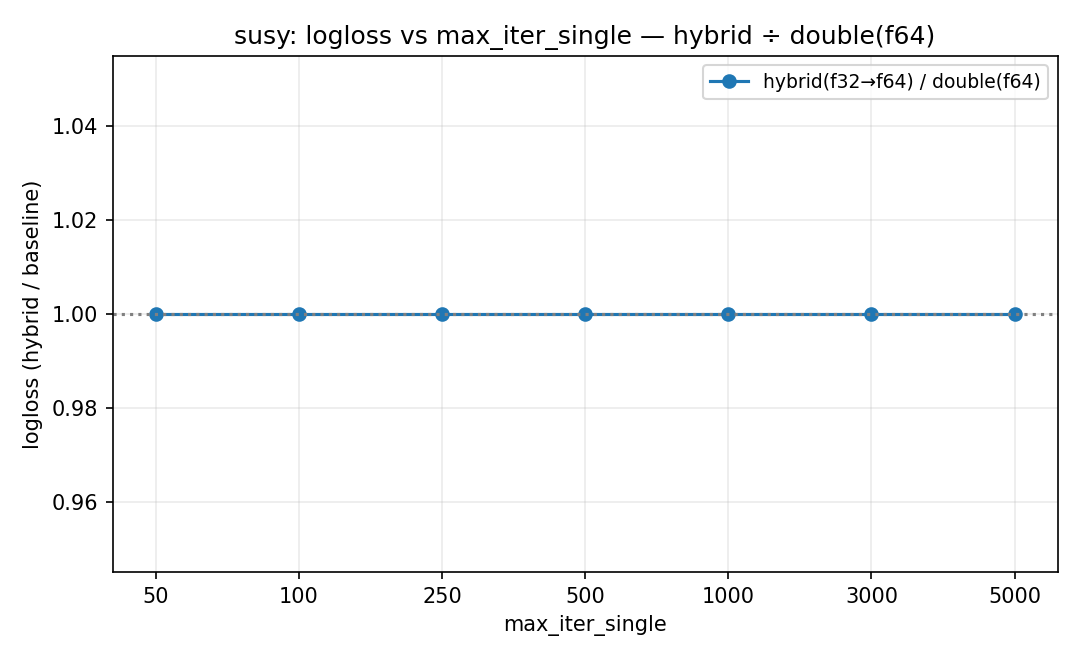 susy: logloss vs max_iter_single — hybrid ÷ double(f64)
hybrid(f32→f64) / double(f64)
logloss (hybrid / baseline)
1.04
1.02
1.00
0.98
0.96
50 100 250 500 1000 3000 5000
max_iter_single